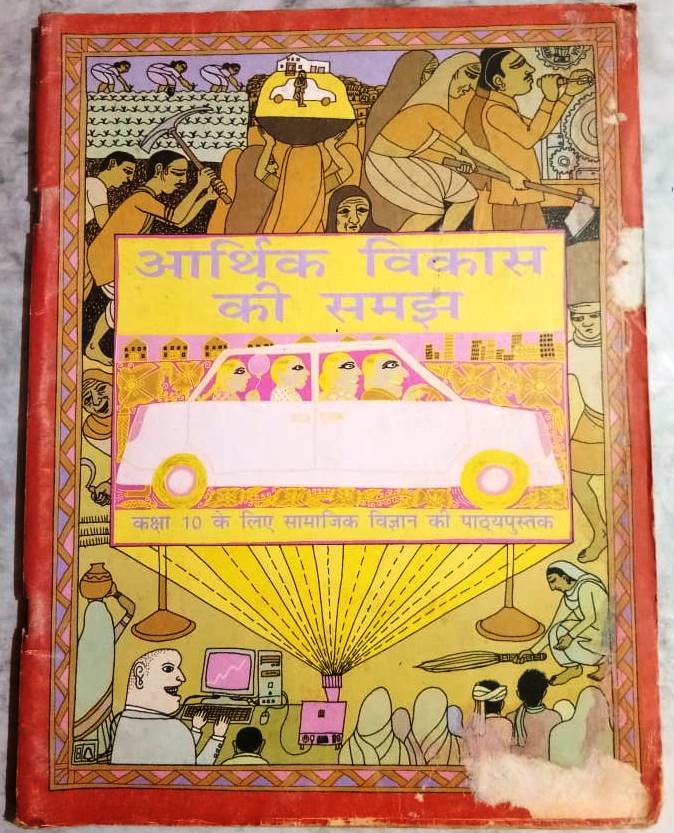 आर्थिक विकास
की समझ
कक्षा 10 के लिए सामाजिक विज्ञान की पाठ्यपुस्तक